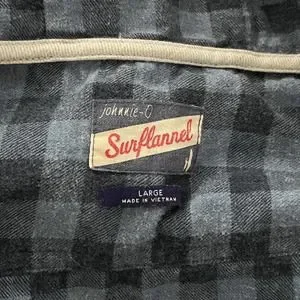 johnnie-O
Surflannel
LARGE
MADE IN VIETNAM